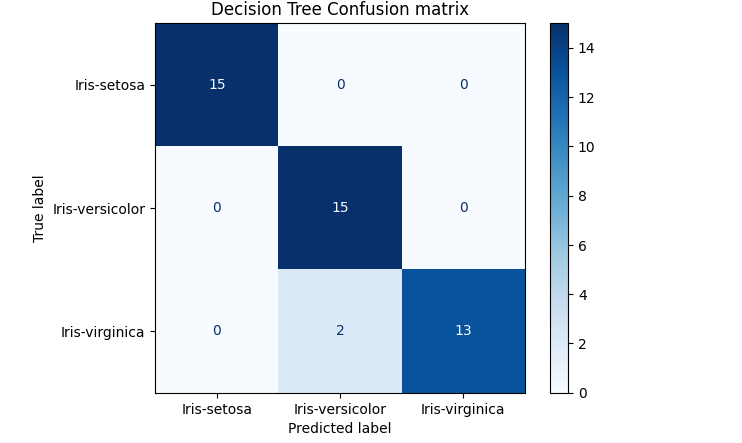 Decision Tree Confusion matrix
Iris-setosa
15 0 0
Iris-versicolor
0 15 0
Iris-virginica
0 2 13
Iris-setosa Iris-versicolor Iris-virginica
Predicted label
True label
14
12
10
8
6
4
2
0